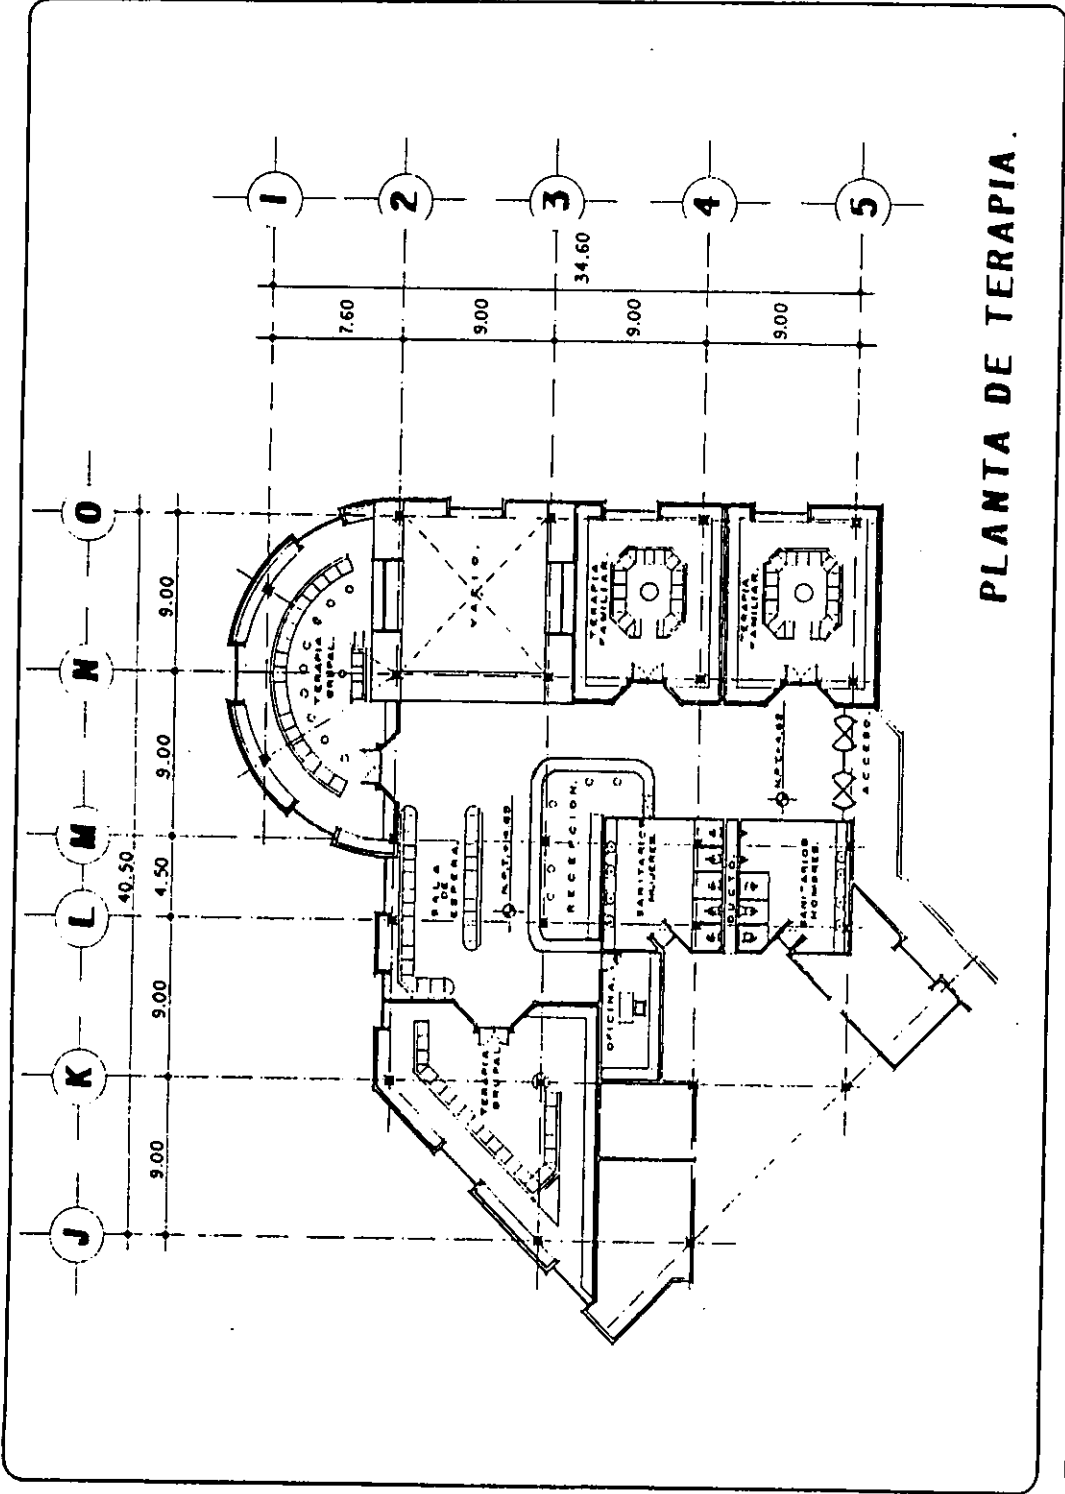 J
K
L
M
N
O
40.50
9.00
9.00
4.50
9.00
9.00
1
2
3
4
5
34.60
7.60
9.00
9.00
9.00
TERAPIA
GRUPAL.
VACIO.
TERAPIA
FAMILIAR.
TERAPIA
FAMILIAR.
SALA
DE
ESPERA.
RECEPCION.
SANITARIOS
MUJERES.
DUCTO.
SANITARIOS
HOMBRES.
OFICINA.
TERAPIA
GRUPAL.
ACCESO.
PLANTA DE TERAPIA.